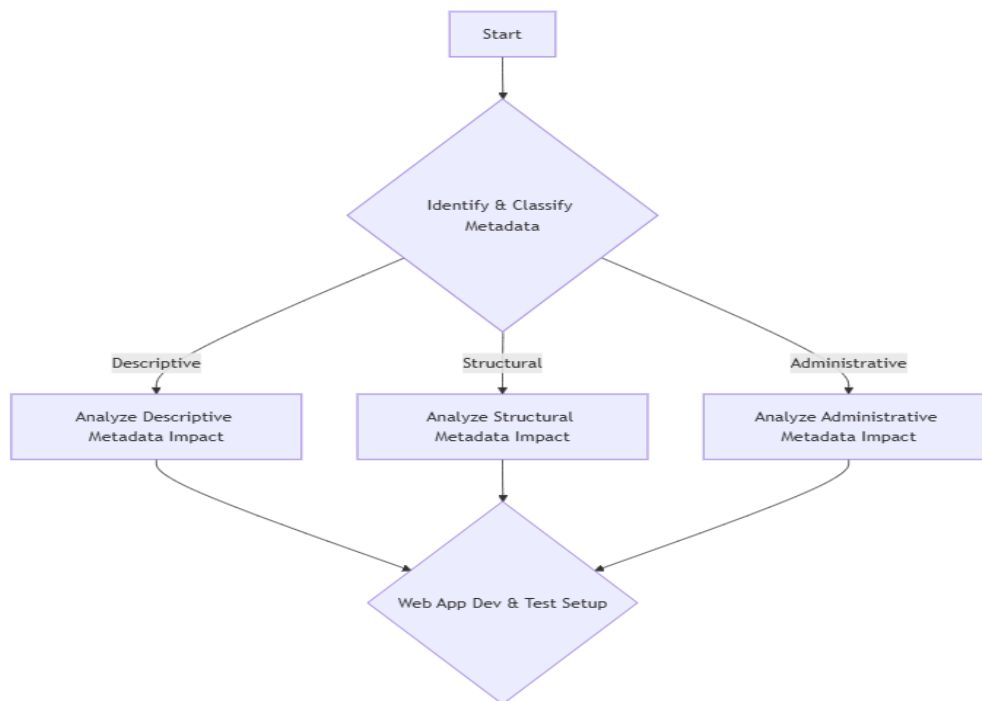 Start
Identify & Classify
Metadata
Descriptive
Structural
Administrative
Analyze Descriptive
Metadata Impact
Analyze Structural
Metadata Impact
Analyze Administrative
Metadata Impact
Web App Dev & Test Setup